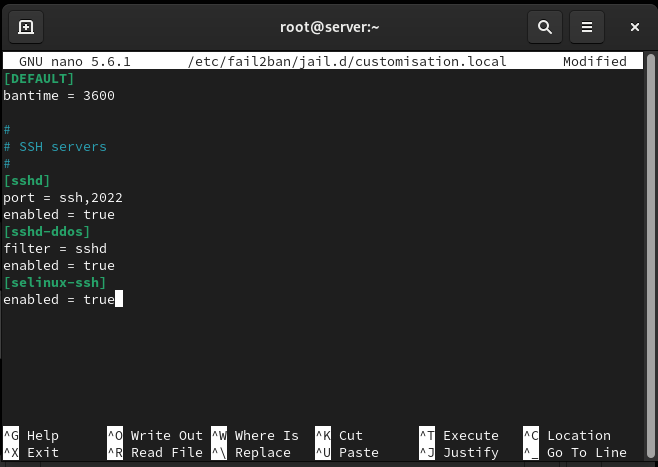 root@server:~
GNU nano 5.6.1 /etc/fail2ban/jail.d/customisation.local Modified
[DEFAULT]
bantime = 3600
#
# SSH servers
#
[sshd]
port = ssh,2022
enabled = true
[sshd-ddos]
filter = sshd
enabled = true
[selinux-ssh]
enabled = true
^G Help ^O Write Out ^W Where Is ^K Cut ^T Execute ^C Location
^X Exit ^R Read File ^\ Replace ^U Paste ^J Justify ^_ Go To Line